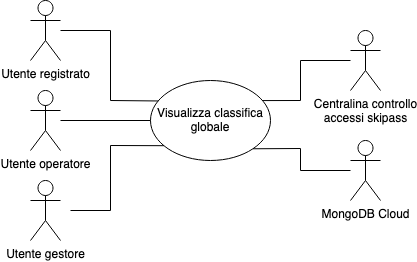 Utente registrato
Utente operatore
Utente gestore
Visualizza classifica
globale
Centralina controllo
accessi skipass
MongoDB Cloud